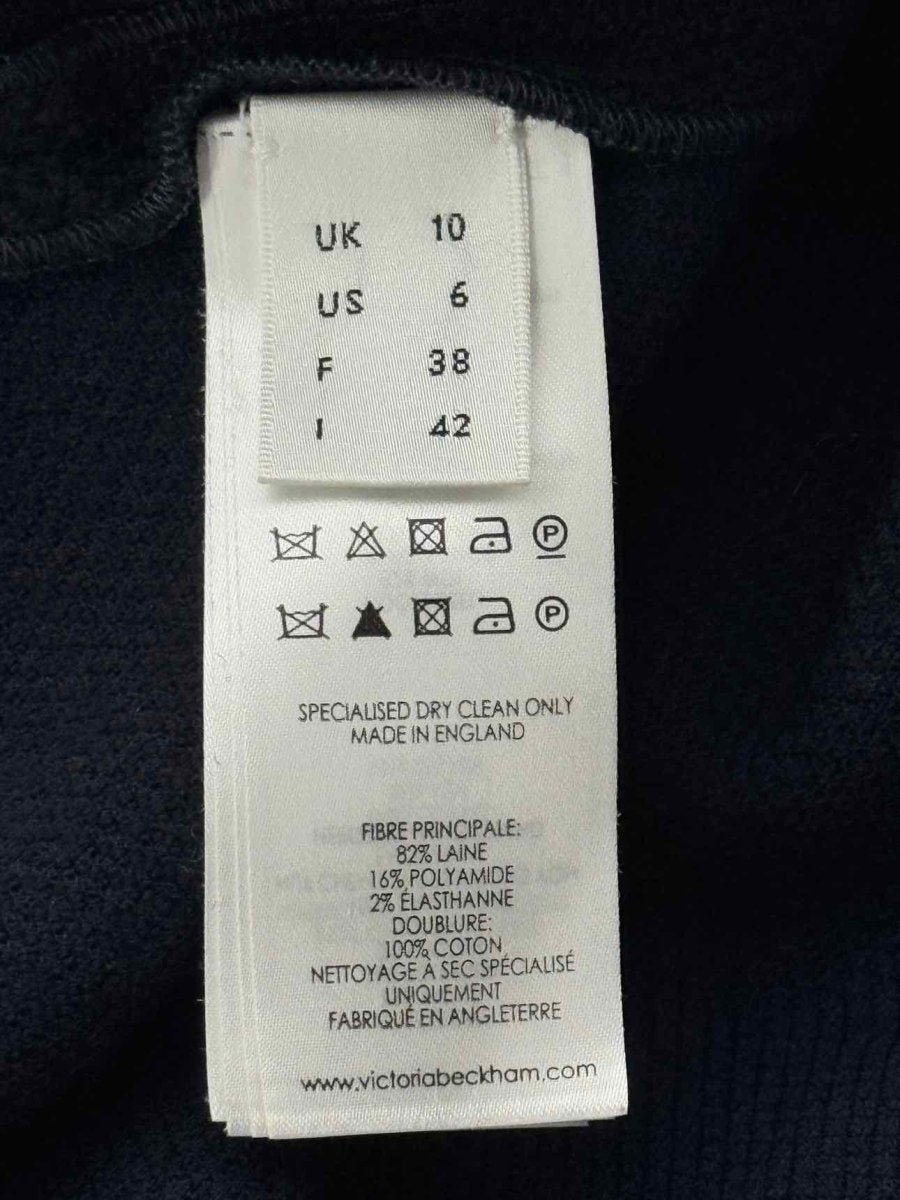 UK 10
US 6
F 38
I 42
P
P
SPECIALISED DRY CLEAN ONLY
MADE IN ENGLAND
FIBRE PRINCIPALE:
82% LAINE
16% POLYAMIDE
2% ÉLASTHANNE
DOUBLURE:
100% COTON
NETTOYAGE À SEC SPÉCIALISÉ
UNIQUEMENT
FABRIQUÉ EN ANGLETERRE
www.victoriabeckham.com